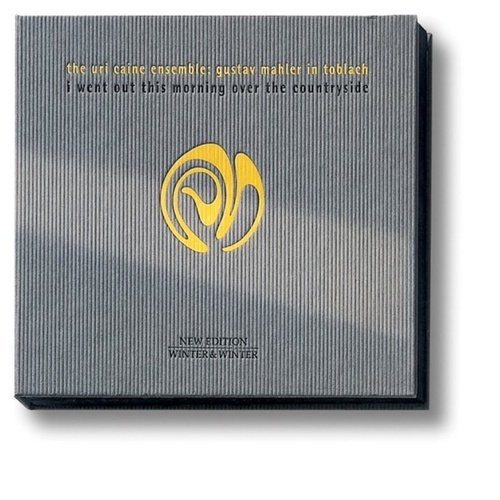 the uri caine ensemble: gustav mahler in toblach
i went out this morning over the countryside
NEW EDITION
WINTER & WINTER